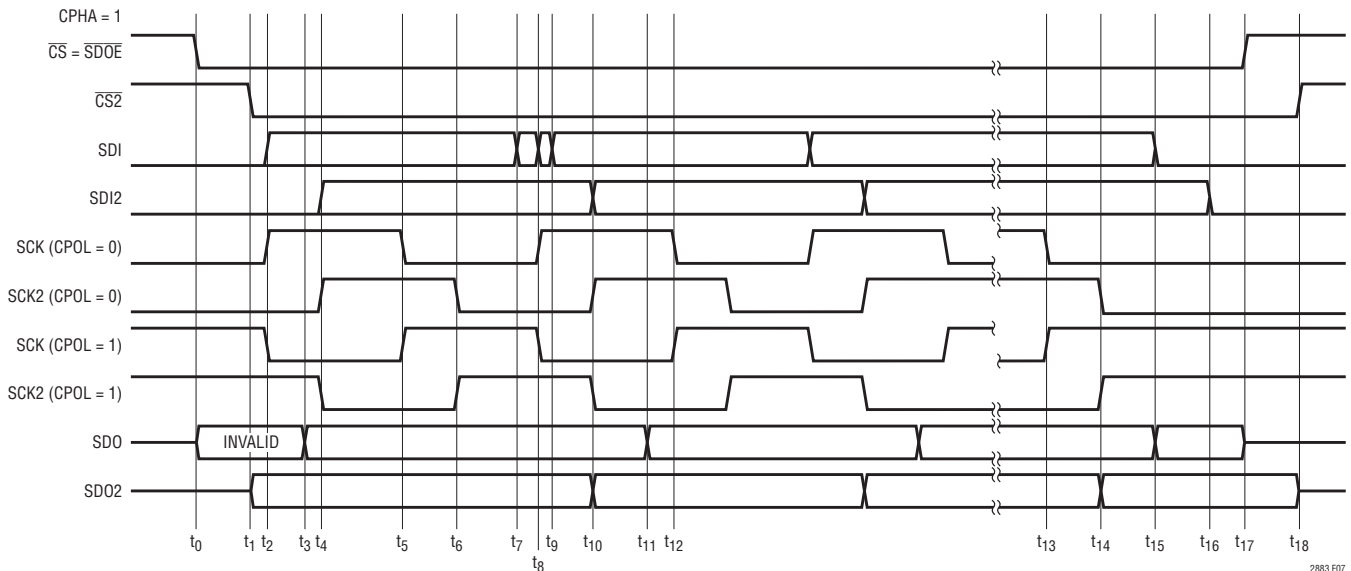 CPHA = 1
CS = SDOE
CS2
SDI
SDI2
SCK (CPOL = 0)
SCK2 (CPOL = 0)
SCK (CPOL = 1)
SCK2 (CPOL = 1)
SDO INVALID
SDO2
t0 t1 t2 t3 t4 t5 t6 t7 t8 t9 t10 t11 t12 t13 t14 t15 t16 t17 t18
2883 F07